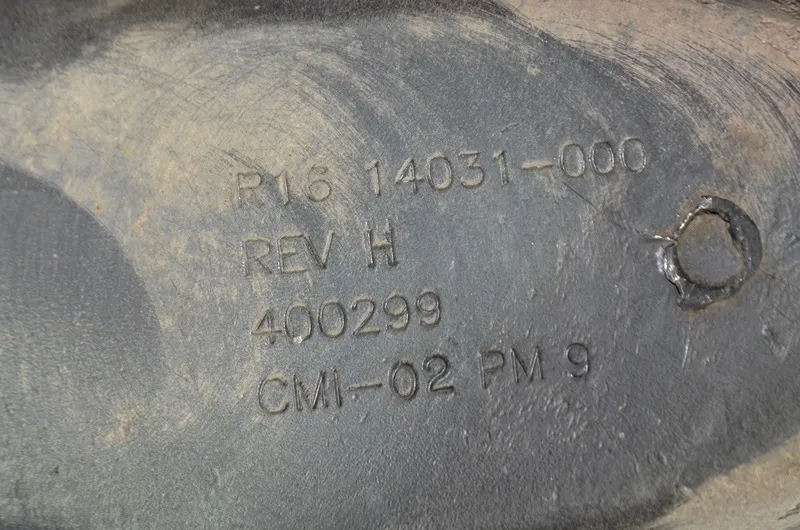 R16 14031-000
REV H
400299
CMI-02 PM 9